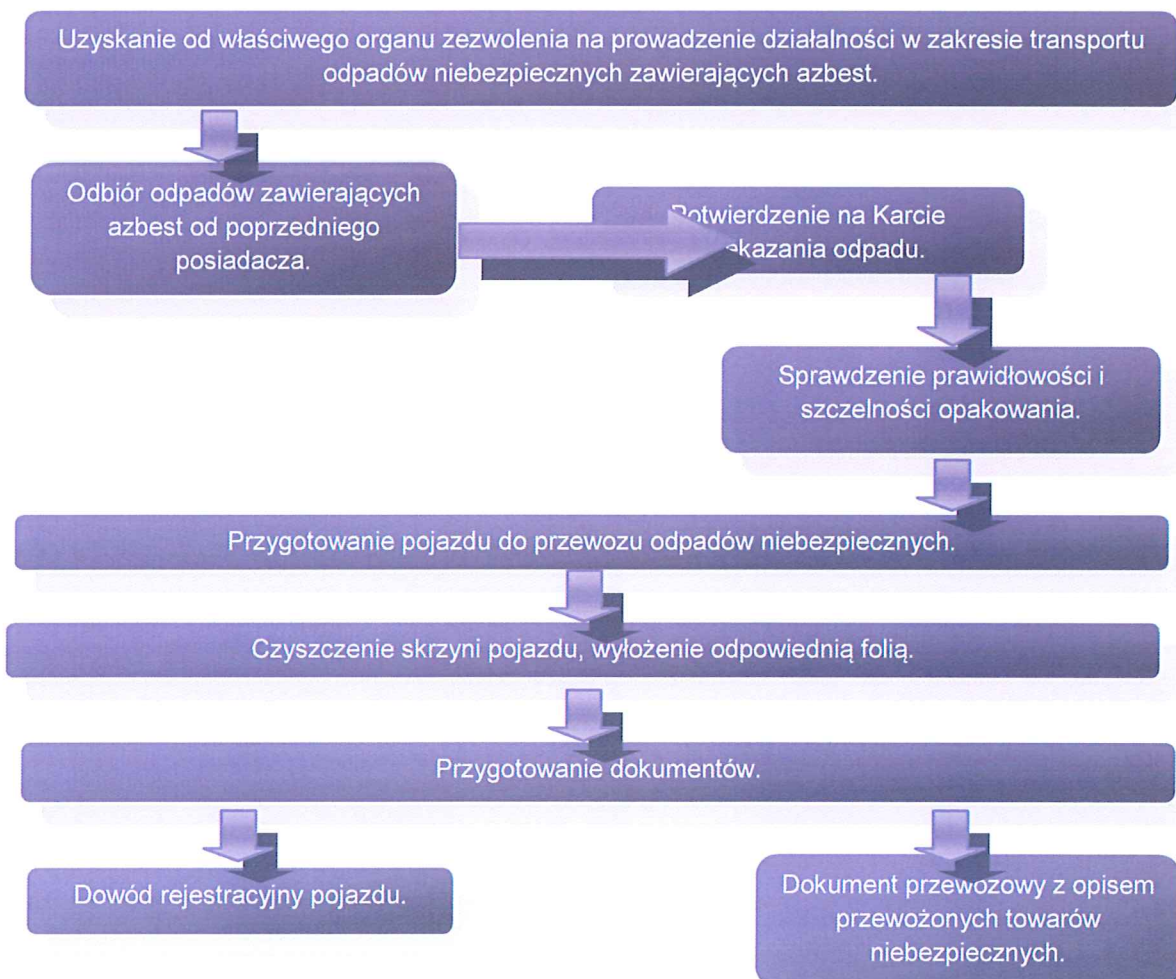 Uzyskanie od właściwego organu zezwolenia na prowadzenie działalności w zakresie transportu
odpadów niebezpiecznych zawierających azbest.
Odbiór odpadów zawierających
azbest od poprzedniego
posiadacza.
Potwierdzenie na Karcie
ekazania odpadu.
Sprawdzenie prawidłowości i
szczelności opakowania.
Przygotowanie pojazdu do przewozu odpadów niebezpiecznych.
Czyszczenie skrzyni pojazdu, wyłożenie odpowiednią folią.
Przygotowanie dokumentów.
Dowód rejestracyjny pojazdu.
Dokument przewozowy z opisem
przewożonych towarów
niebezpiecznych.